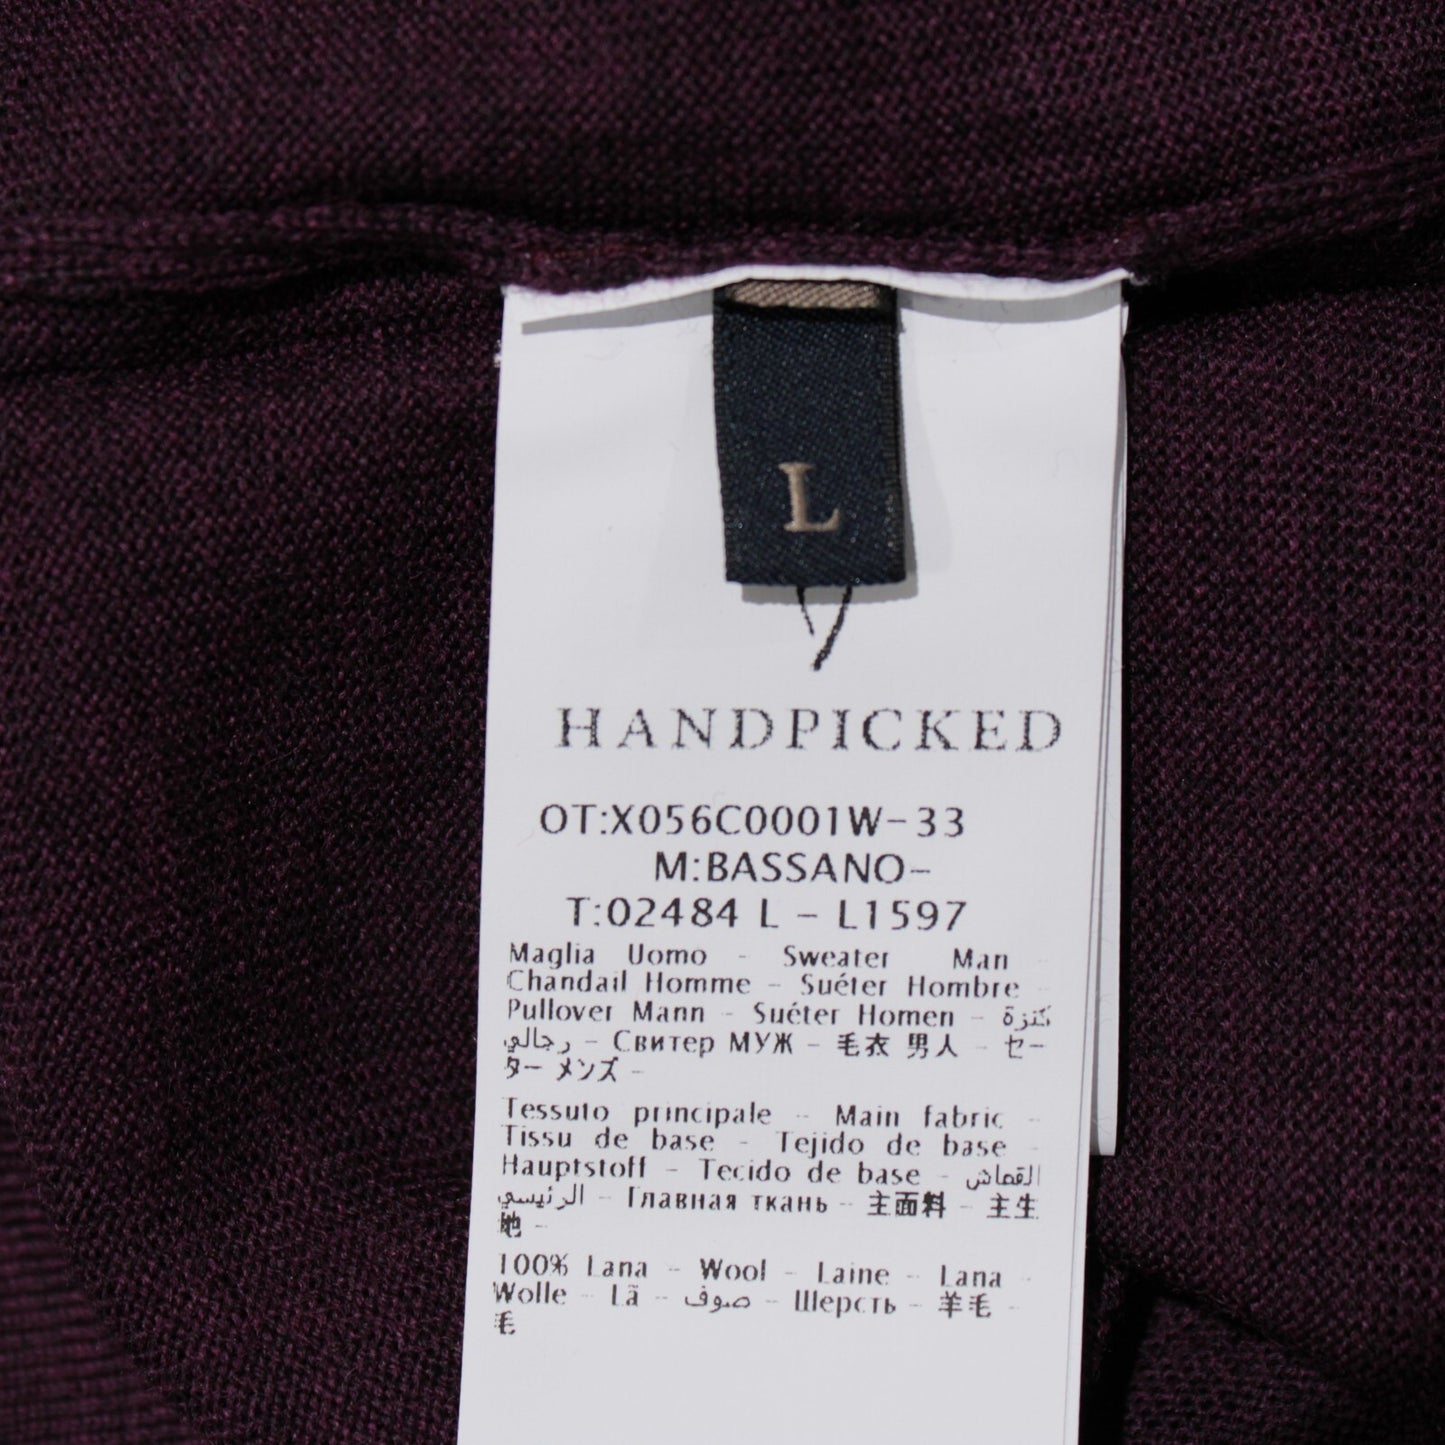 L
HANDPICKED
OT:X056C0001W-33
M:BASSANO-
T:02484 L - L1597
Maglia Uomo - Sweater Man -
Chandail Homme - Suéter Hombre -
Pullover Mann - Suéter Homen - كنزة
رجالي - Свитер МУЖ - 毛衣 男人 - セー
ター メンズ -
Tessuto principale - Main fabric -
Tissu de base - Tejido de base -
Hauptstoff - Tecido de base - القماش
الرئيسي - Главная ткань - 主面料 - 主生
地 -
100% Lana - Wool - Laine - Lana -
Wolle - Lã - صوف - Шерсть - 羊毛 -
毛